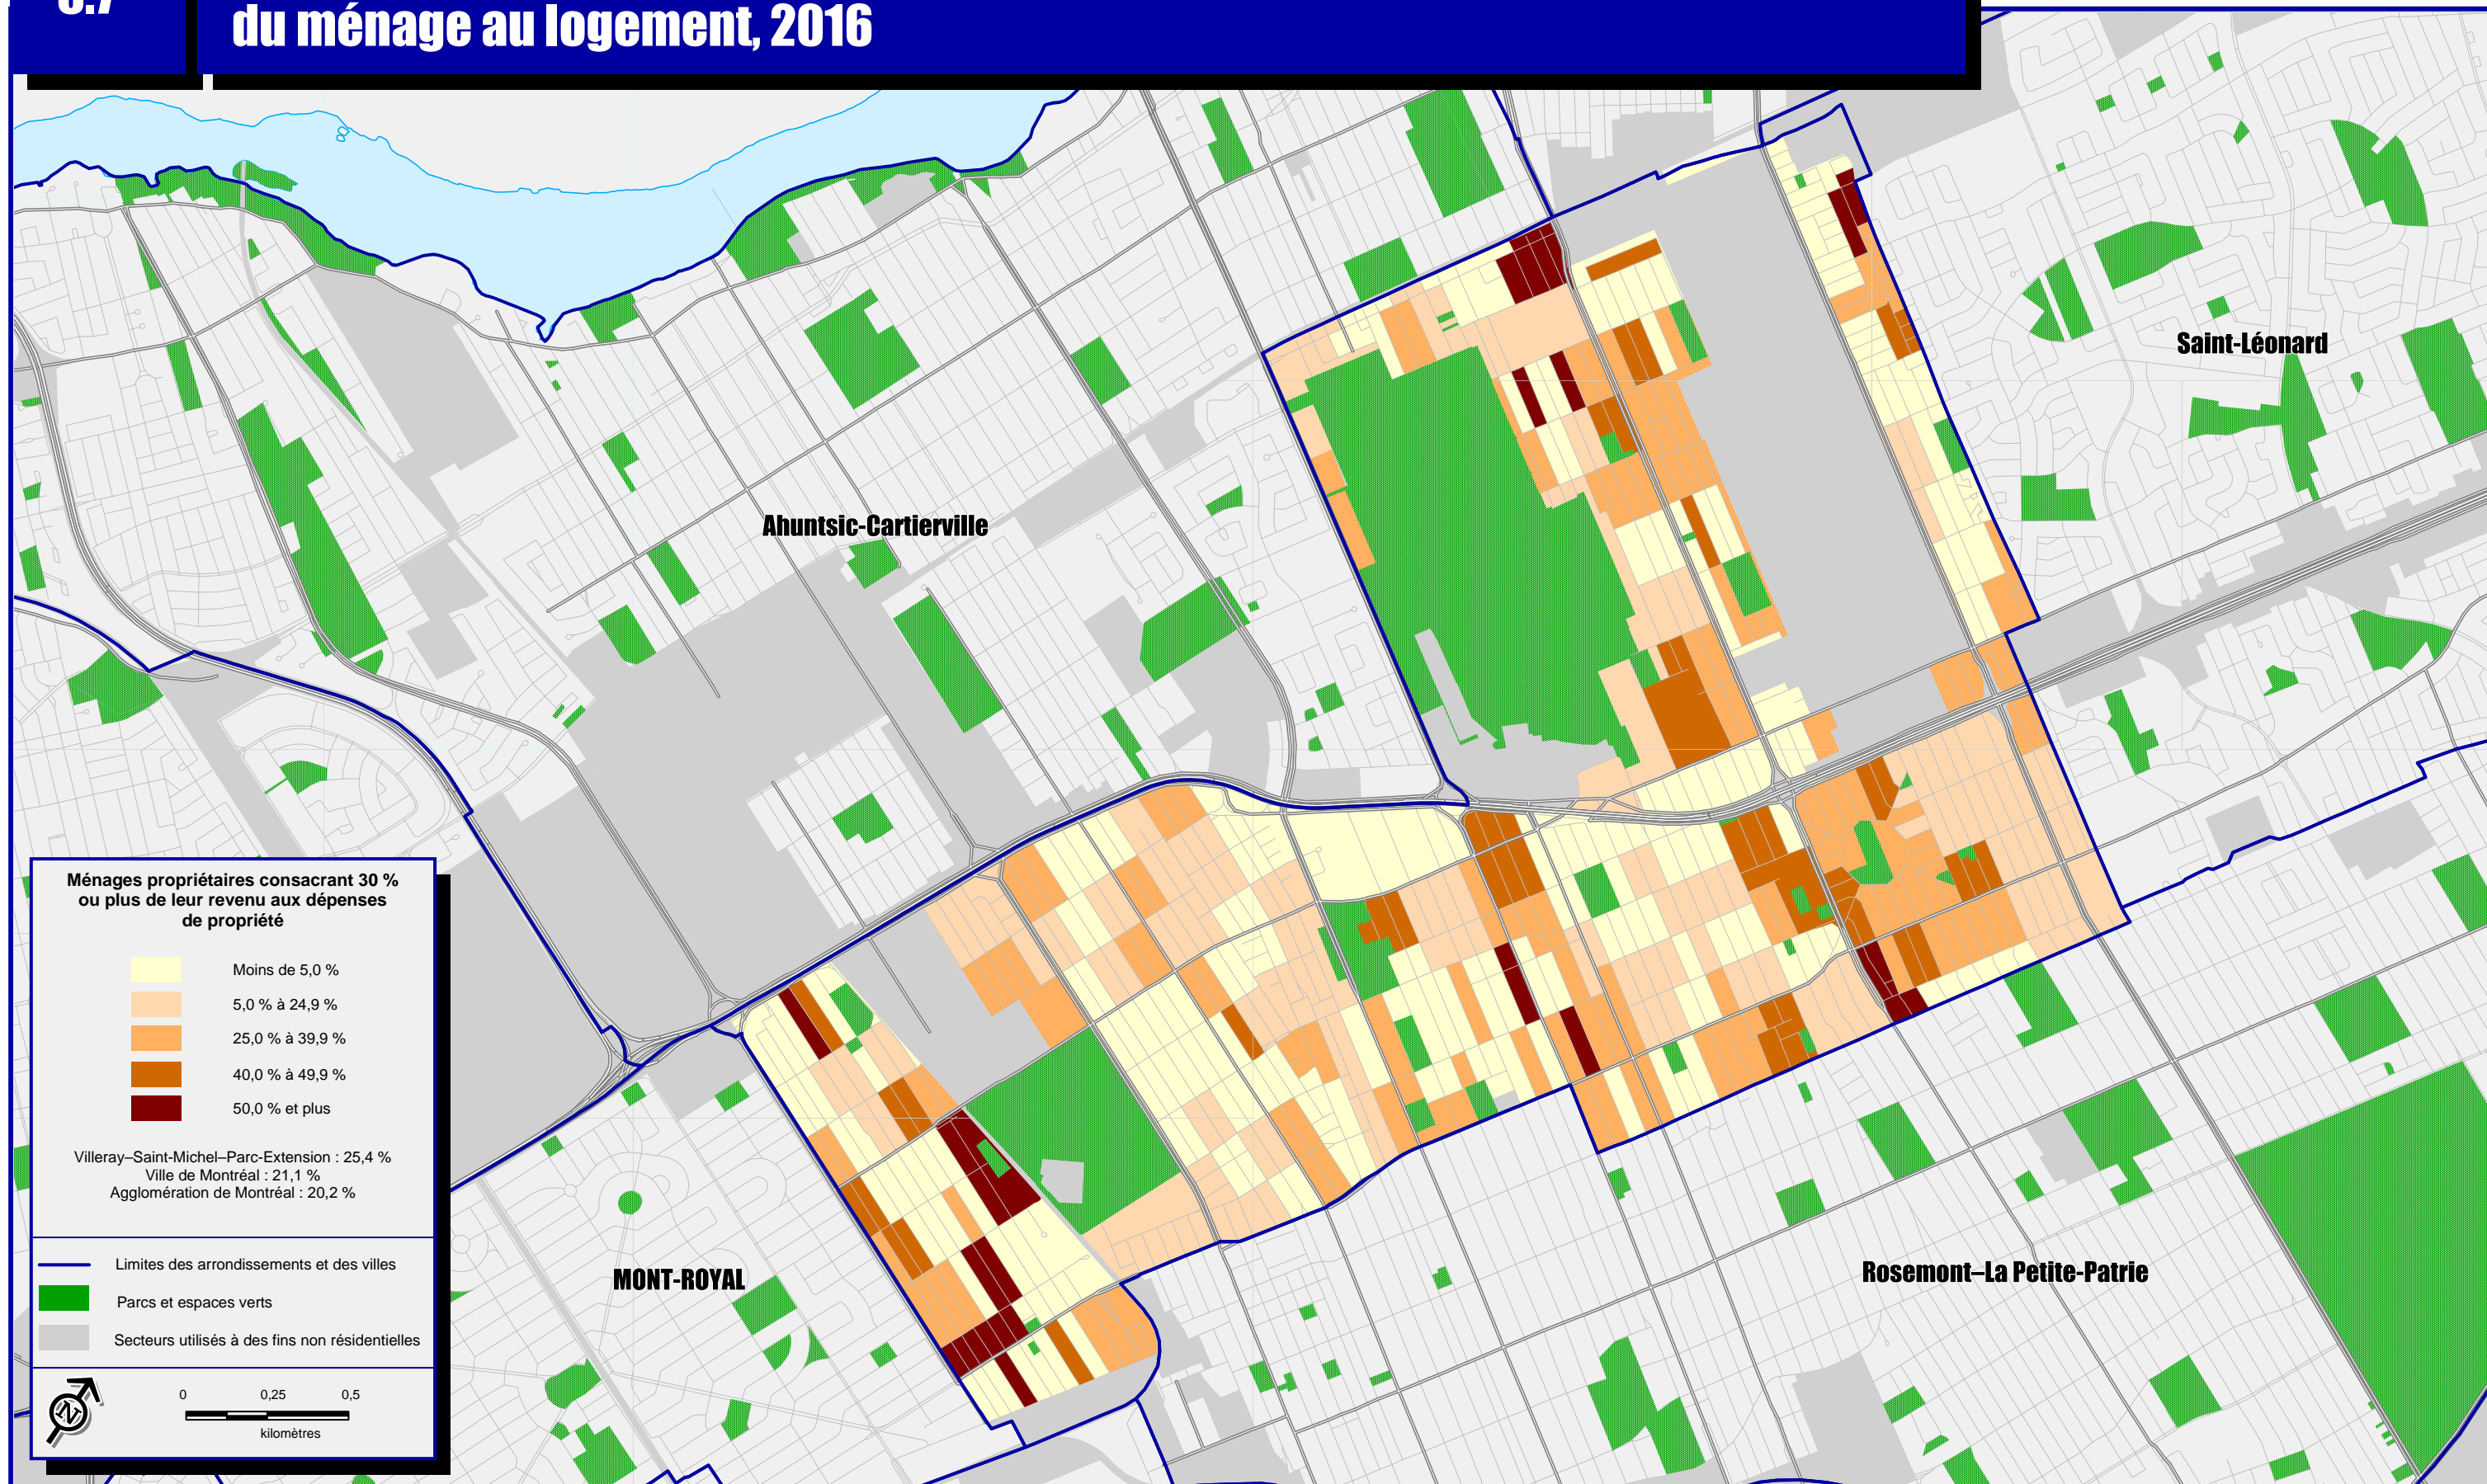 du ménage au logement, 2016
Saint-Léonard
Ahuntsic-Cartierville
MONT-ROYAL
Rosemont–La Petite-Patrie
Ménages propriétaires consacrant 30 %
ou plus de leur revenu aux dépenses
de propriété
Moins de 5,0 %
5,0 % à 24,9 %
25,0 % à 39,9 %
40,0 % à 49,9 %
50,0 % et plus
Villeray–Saint-Michel–Parc-Extension : 25,4 %
Ville de Montréal : 21,1 %
Agglomération de Montréal : 20,2 %
Limites des arrondissements et des villes
Parcs et espaces verts
Secteurs utilisés à des fins non résidentielles
N
0 0,25 0,5
kilomètres